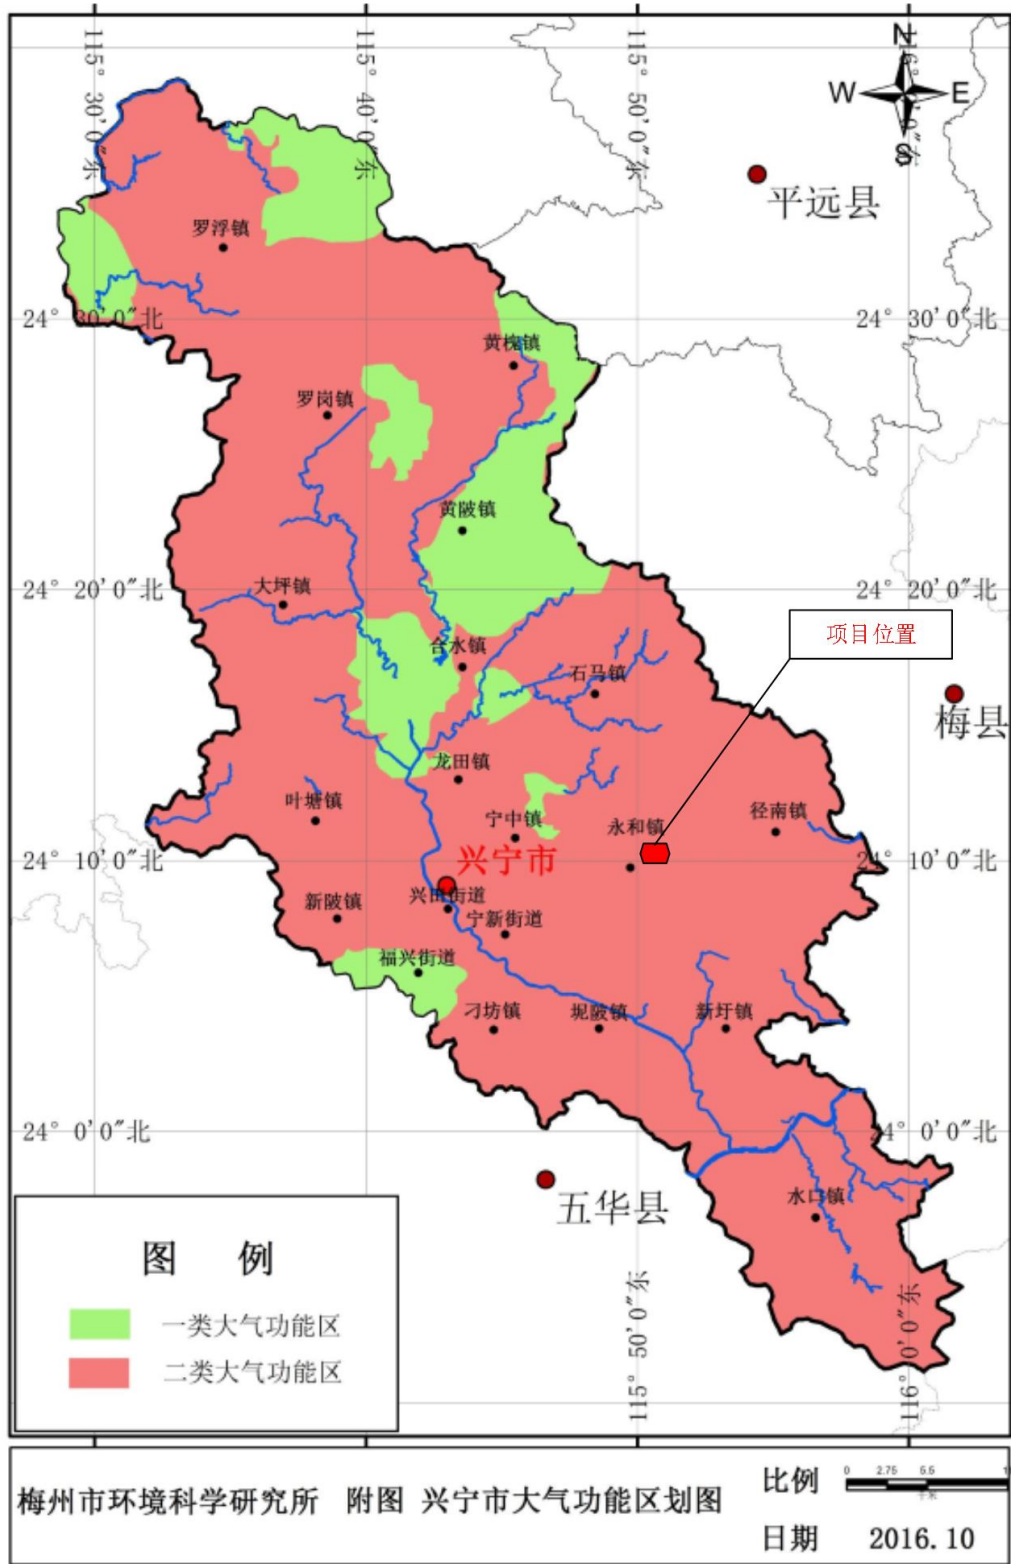 115° 30′0″东
115° 40′0″东
115° 50′0″东
116° 0′0″东
N
W
E
S
平远县
罗浮镇
24° 30′0″北
24° 30′0″北
黄槐镇
罗岗镇
黄陂镇
24° 20′0″北
24° 20′0″北
大坪镇
项目位置
合水镇
石马镇
梅县
龙田镇
叶塘镇
宁中镇
永和镇
径南镇
24° 10′0″北
24° 10′0″北
兴宁市
新陂镇
兴田街道
宁新街道
福兴街道
刁坊镇
坭陂镇
新圩镇
24° 0′0″北
24° 0′0″北
五华县
水口镇
图 例
一类大气功能区
二类大气功能区
115° 50′0″东
116° 0′0″东
梅州市环境科学研究所 附图 兴宁市大气功能区划图
比例
0 2.75 5.5
千米
日期 2016.10